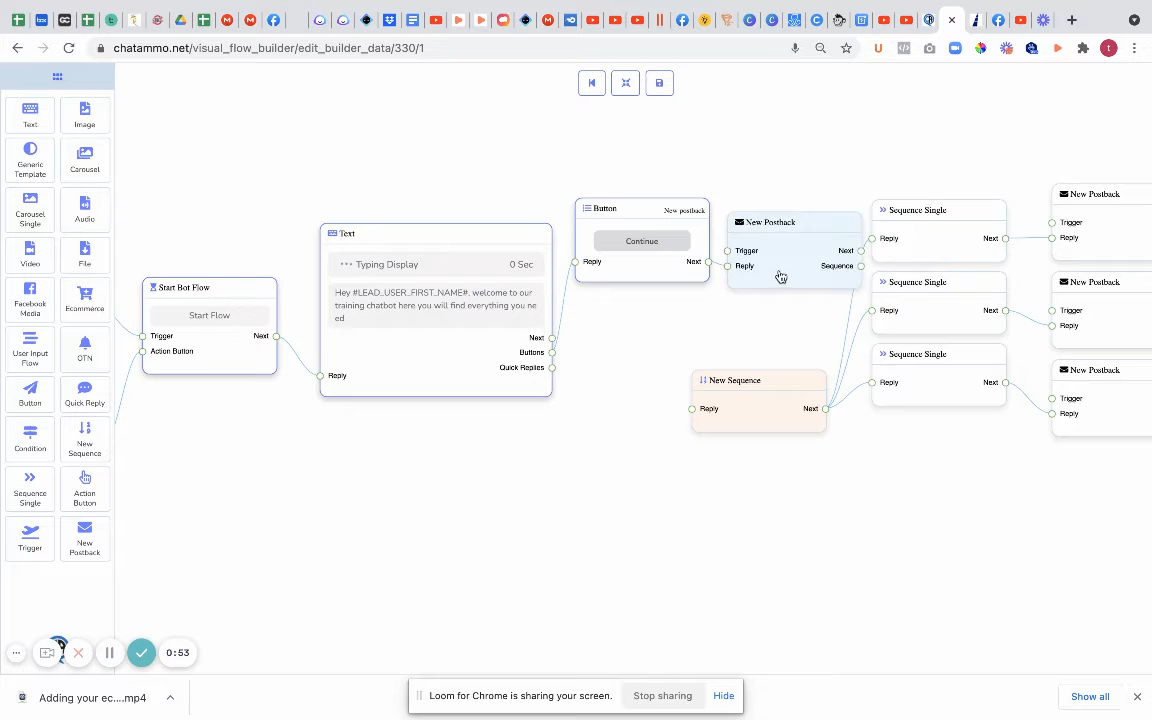 chatammo.net/visual_flow_builder/edit_builder_data/330/1
Text
Image
Generic
Template
Carousel
Carousel
Single
Audio
Video
File
Facebook
Media
Ecommerce
User Input
Flow
OTN
Button
Quick Reply
Condition
New
Sequence
Sequence
Single
Action
Button
Trigger
New
Postback
Start Bot Flow
Start Flow
Trigger
Next
Action Button
Text
Typing Display
0 Sec
Hey #LEAD_USER_FIRST_NAME#, welcome to our
training chatbot here you will find everything you ne
ed
Next
Buttons
Quick Replies
Reply
Button
New postback
Continue
Reply
Next
New Postback
Trigger
Next
Reply
Sequence
New Sequence
Reply
Next
Sequence Single
Reply
Next
Sequence Single
Reply
Next
Sequence Single
Reply
Next
New Postback
Trigger
Reply
New Postback
Trigger
Reply
New Postback
Trigger
Reply
0:53
Adding your ec....mp4
Loom for Chrome is sharing your screen.
Stop sharing
Hide
Show all